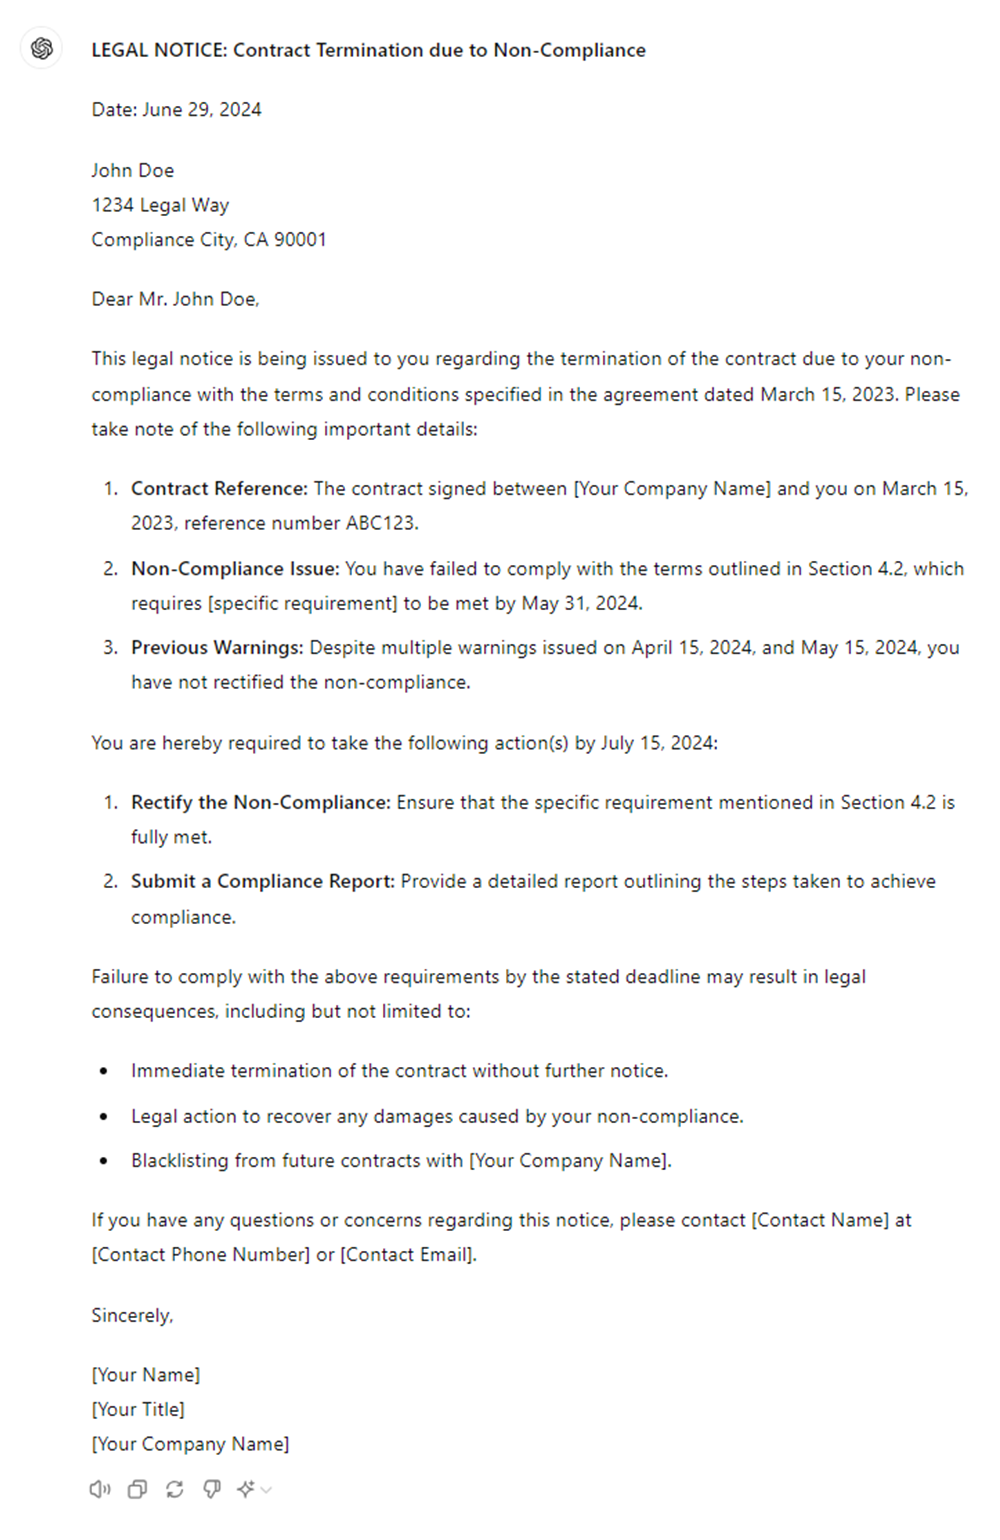 LEGAL NOTICE: Contract Termination due to Non-Compliance
Date: June 29, 2024
John Doe
1234 Legal Way
Compliance City, CA 90001
Dear Mr. John Doe,
This legal notice is being issued to you regarding the termination of the contract due to your non-
compliance with the terms and conditions specified in the agreement dated March 15, 2023. Please
take note of the following important details:
1. Contract Reference: The contract signed between [Your Company Name] and you on March 15,
2023, reference number ABC123.
2. Non-Compliance Issue: You have failed to comply with the terms outlined in Section 4.2, which
requires [specific requirement] to be met by May 31, 2024.
3. Previous Warnings: Despite multiple warnings issued on April 15, 2024, and May 15, 2024, you
have not rectified the non-compliance.
You are hereby required to take the following action(s) by July 15, 2024:
1. Rectify the Non-Compliance: Ensure that the specific requirement mentioned in Section 4.2 is
fully met.
2. Submit a Compliance Report: Provide a detailed report outlining the steps taken to achieve
compliance.
Failure to comply with the above requirements by the stated deadline may result in legal
consequences, including but not limited to:
• Immediate termination of the contract without further notice.
• Legal action to recover any damages caused by your non-compliance.
• Blacklisting from future contracts with [Your Company Name].
If you have any questions or concerns regarding this notice, please contact [Contact Name] at
[Contact Phone Number] or [Contact Email].
Sincerely,
[Your Name]
[Your Title]
[Your Company Name]